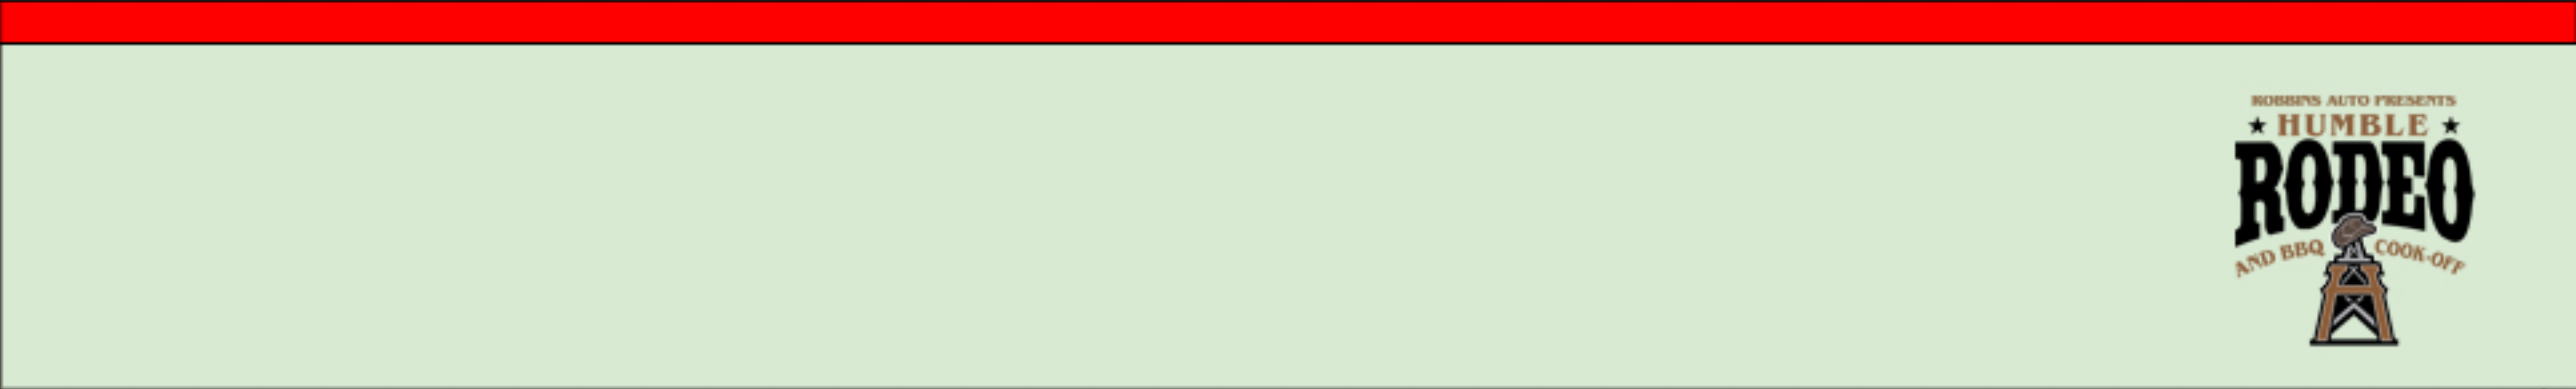 ROBBINS AUTO PRESENTS
★ HUMBLE ★
RODEO
AND BBQ COOK-OFF